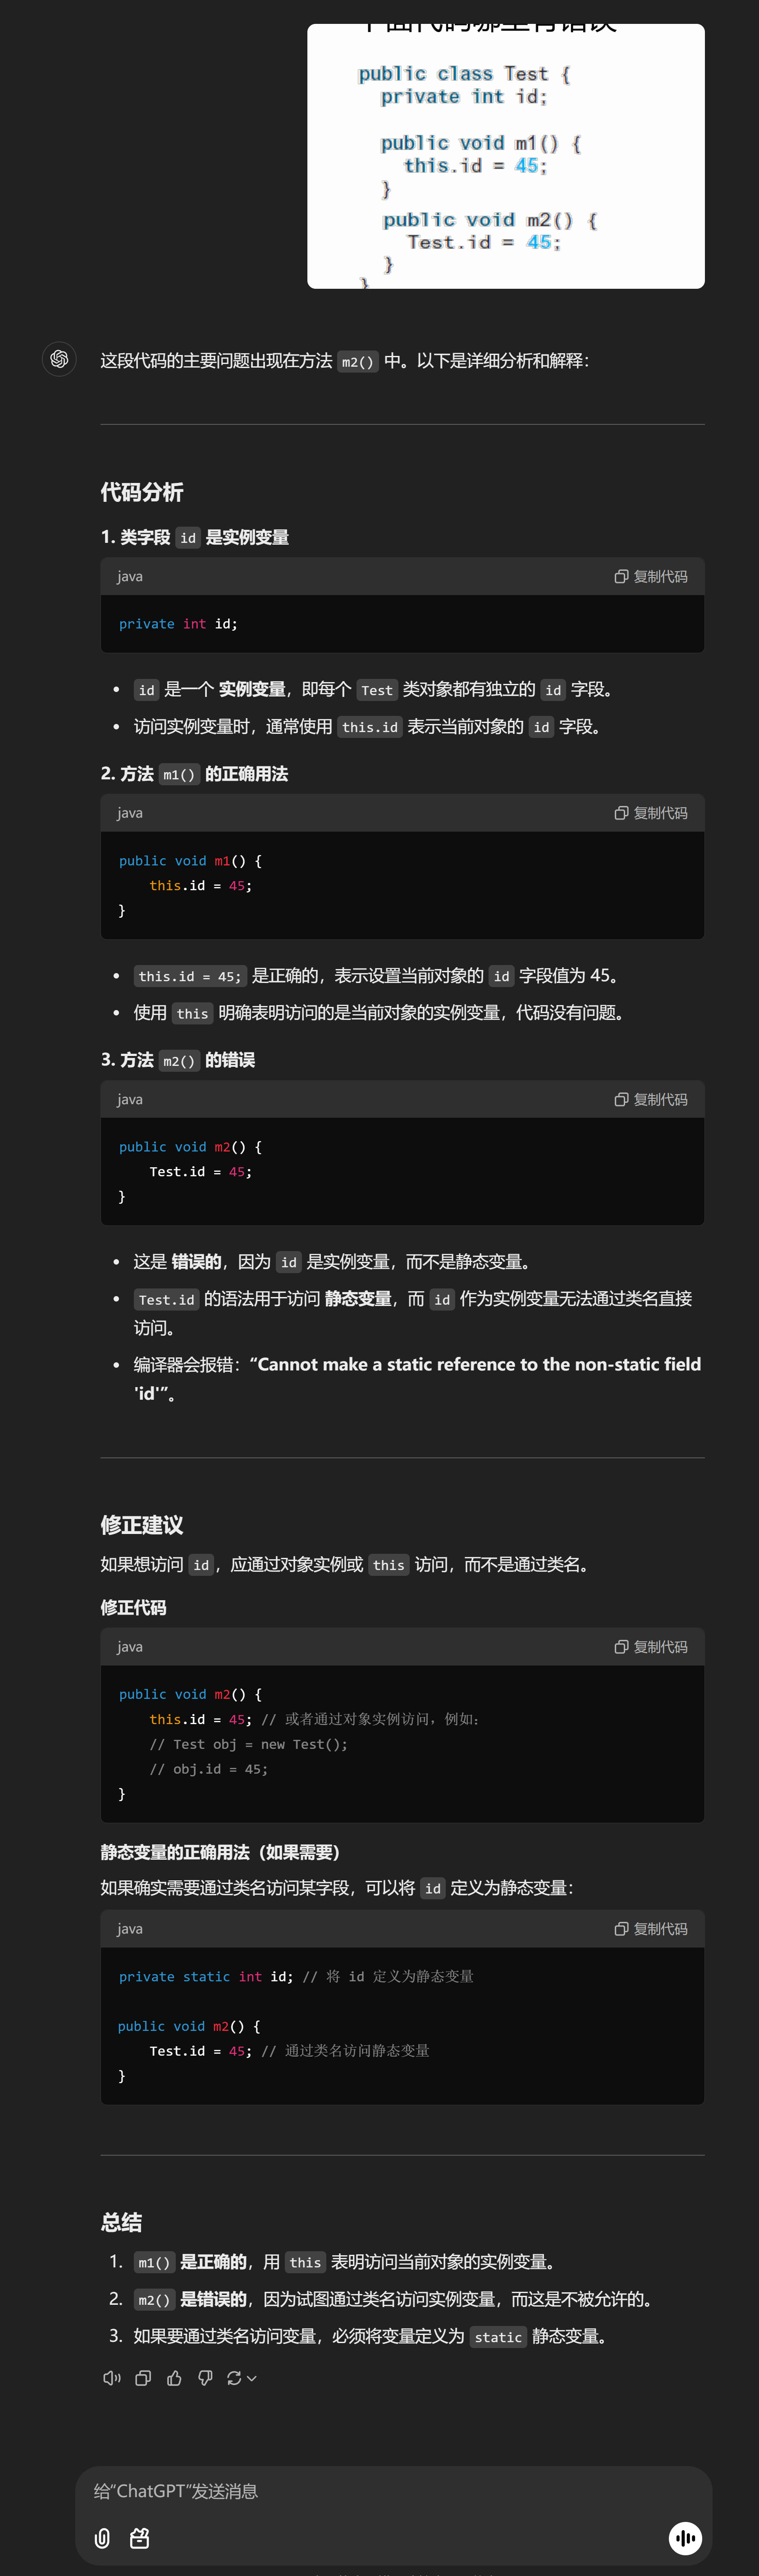 下面代码哪里有错误
public class Test {
private int id;
public void m1() {
this.id = 45;
}
public void m2() {
Test.id = 45;
}
}
这段代码的主要问题出现在方法 m2() 中。以下是详细分析和解释：
代码分析
1. 类字段 id 是实例变量
java 复制代码
private int id;
• id 是一个 实例变量，即每个 Test 类对象都有独立的 id 字段。
• 访问实例变量时，通常使用 this.id 表示当前对象的 id 字段。
2. 方法 m1() 的正确用法
java 复制代码
public void m1() {
this.id = 45;
}
• this.id = 45; 是正确的，表示设置当前对象的 id 字段值为 45。
• 使用 this 明确表明访问的是当前对象的实例变量，代码没有问题。
3. 方法 m2() 的错误
java 复制代码
public void m2() {
Test.id = 45;
}
• 这是 错误的，因为 id 是实例变量，而不是静态变量。
• Test.id 的语法用于访问 静态变量，而 id 作为实例变量无法通过类名直接
访问。
• 编译器会报错：“Cannot make a static reference to the non-static field
'id'”。
修正建议
如果想访问 id，应通过对象实例或 this 访问，而不是通过类名。
修正代码
java 复制代码
public void m2() {
this.id = 45; // 或者通过对象实例访问，例如：
// Test obj = new Test();
// obj.id = 45;
}
静态变量的正确用法（如果需要）
如果确实需要通过类名访问某字段，可以将 id 定义为静态变量：
java 复制代码
private static int id; // 将 id 定义为静态变量
public void m2() {
Test.id = 45; // 通过类名访问静态变量
}
总结
1. m1() 是正确的，用 this 表明访问当前对象的实例变量。
2. m2() 是错误的，因为试图通过类名访问实例变量，而这是不被允许的。
3. 如果要通过类名访问变量，必须将变量定义为 static 静态变量。
给“ChatGPT”发送消息